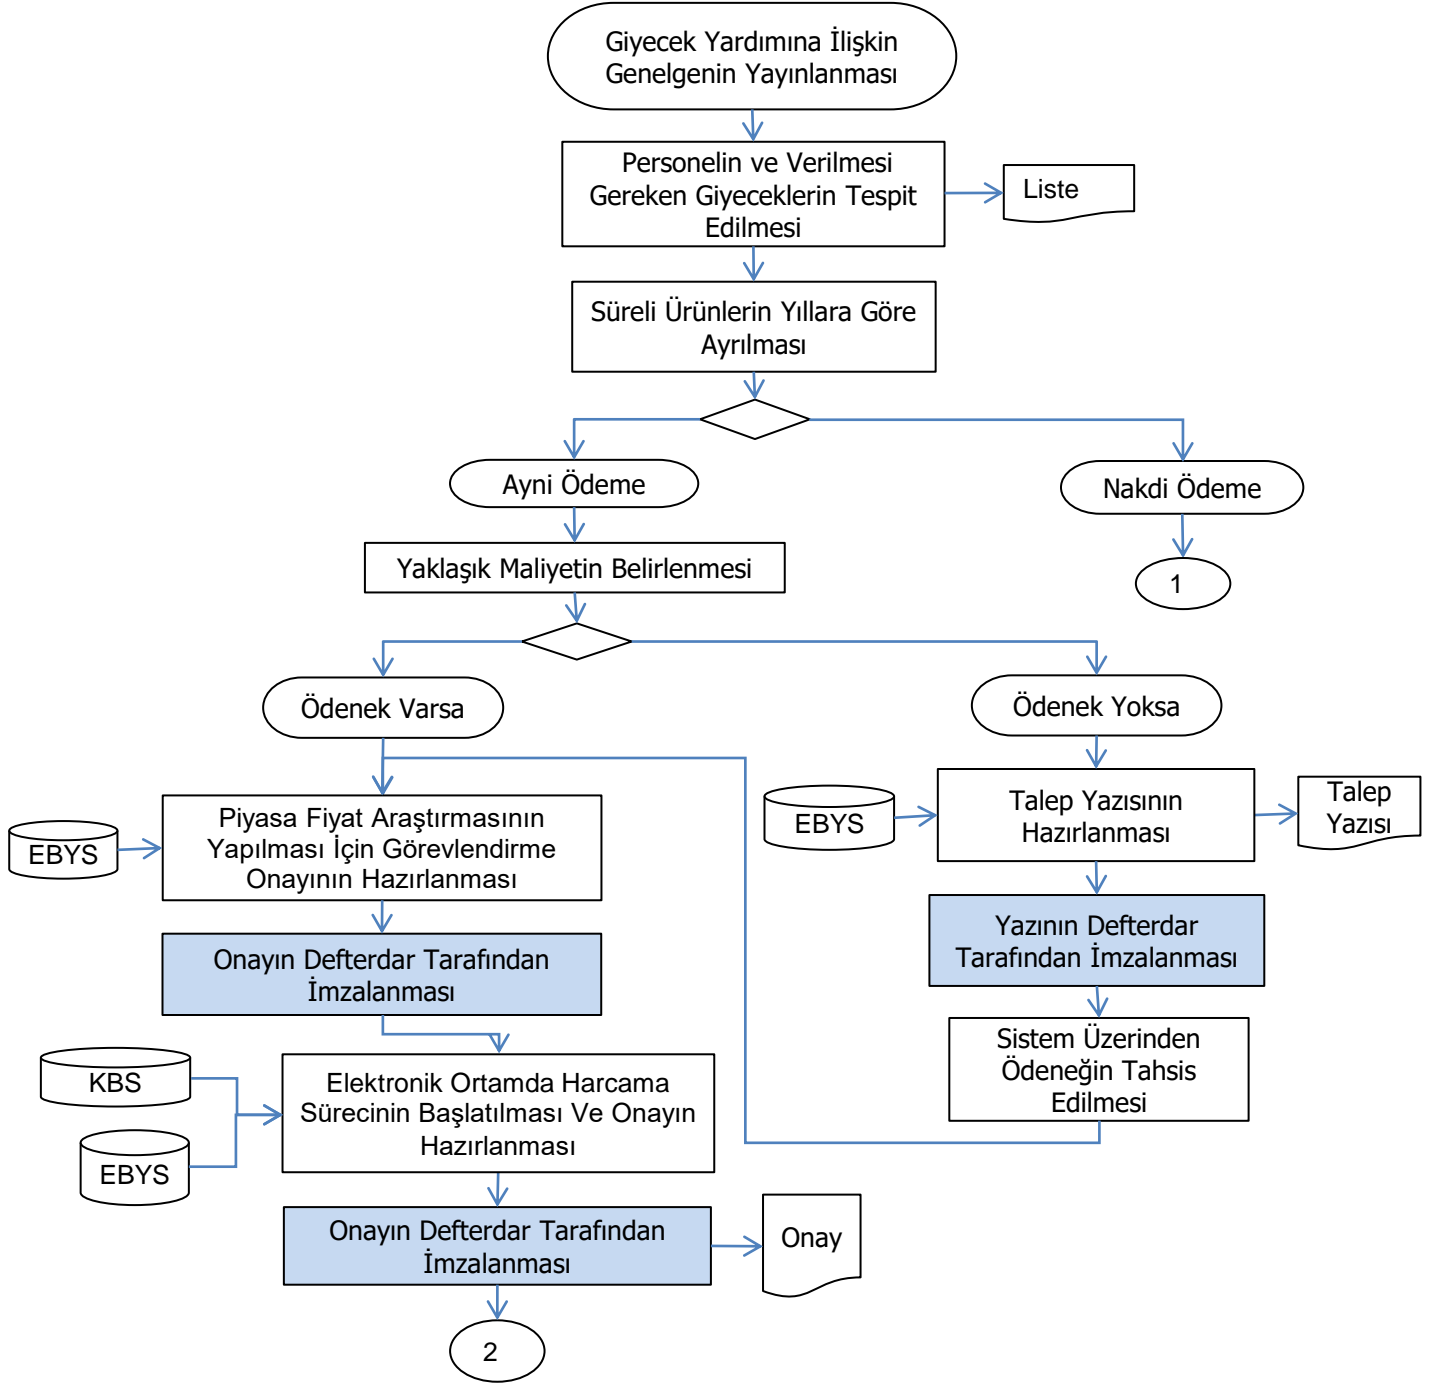 Giyecek Yardımına İlişkin
Genelgenin Yayınlanması
Personelin ve Verilmesi
Gereken Giyeceklerin Tespit
Edilmesi
Liste
Süreli Ürünlerin Yıllara Göre
Ayrılması
Ayni Ödeme
Nakdi Ödeme
Yaklaşık Maliyetin Belirlenmesi
1
Ödenek Varsa
Ödenek Yoksa
EBYS
Piyasa Fiyat Araştırmasının
Yapılması İçin Görevlendirme
Onayının Hazırlanması
EBYS
Talep Yazısının
Hazırlanması
Talep
Yazısı
Onayın Defterdar Tarafından
İmzalanması
Yazının Defterdar
Tarafından İmzalanması
Sistem Üzerinden
Ödeneğin Tahsis
Edilmesi
KBS
EBYS
Elektronik Ortamda Harcama
Sürecinin Başlatılması Ve Onayın
Hazırlanması
Onayın Defterdar Tarafından
İmzalanması
Onay
2